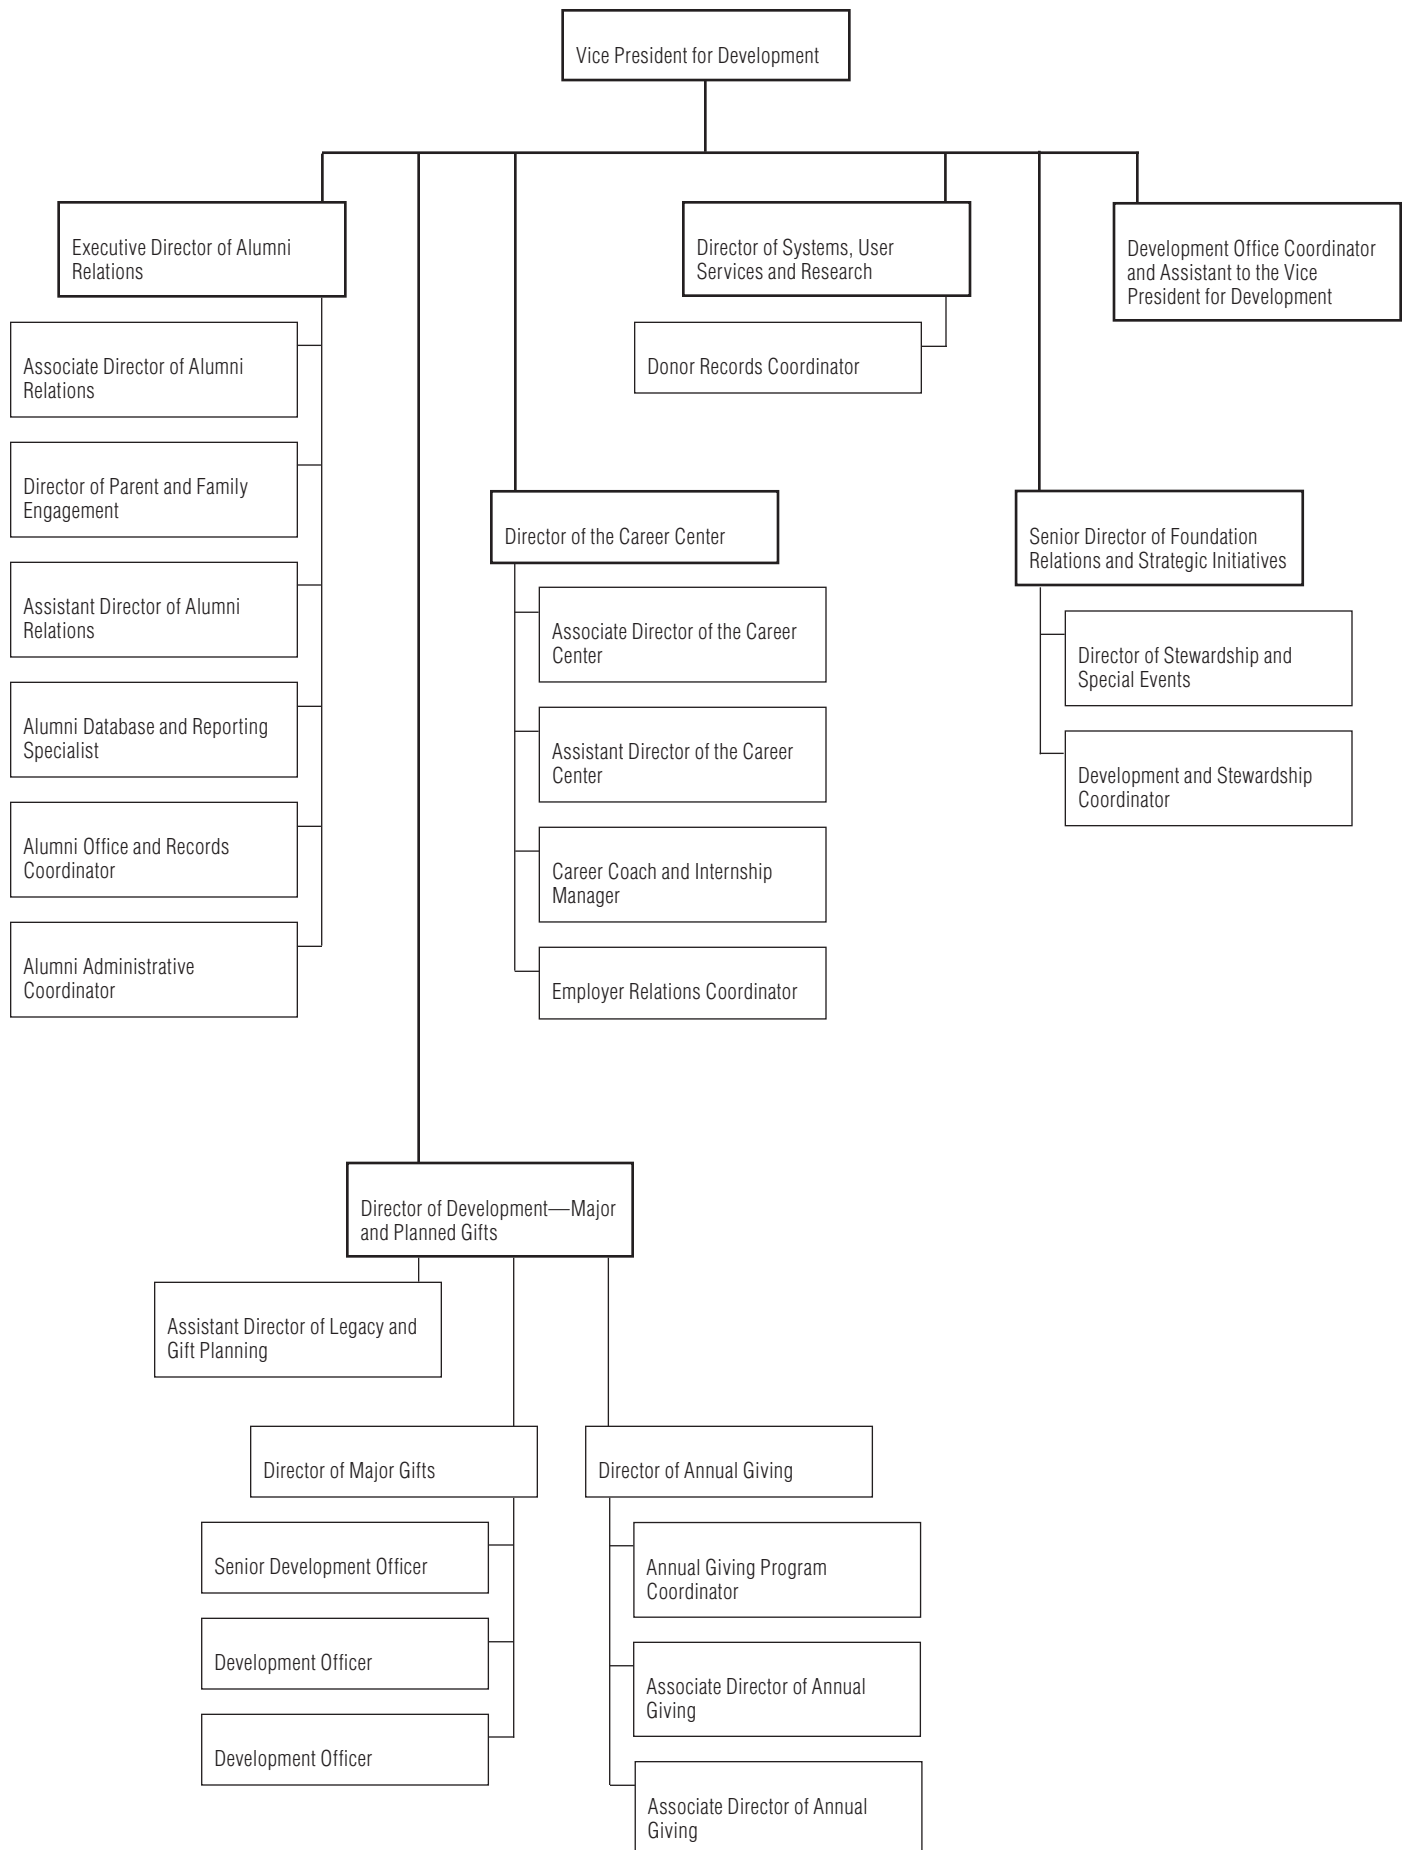 Vice President for Development
Executive Director of Alumni
Relations
Director of Systems, User
Services and Research
Development Office Coordinator
and Assistant to the Vice
President for Development
Associate Director of Alumni
Relations
Donor Records Coordinator
Director of Parent and Family
Engagement
Director of the Career Center
Senior Director of Foundation
Relations and Strategic Initiatives
Assistant Director of Alumni
Relations
Associate Director of the Career
Center
Director of Stewardship and
Special Events
Alumni Database and Reporting
Specialist
Assistant Director of the Career
Center
Development and Stewardship
Coordinator
Alumni Office and Records
Coordinator
Career Coach and Internship
Manager
Alumni Administrative
Coordinator
Employer Relations Coordinator
Director of Development—Major
and Planned Gifts
Assistant Director of Legacy and
Gift Planning
Director of Major Gifts
Director of Annual Giving
Senior Development Officer
Annual Giving Program
Coordinator
Development Officer
Associate Director of Annual
Giving
Development Officer
Associate Director of Annual
Giving